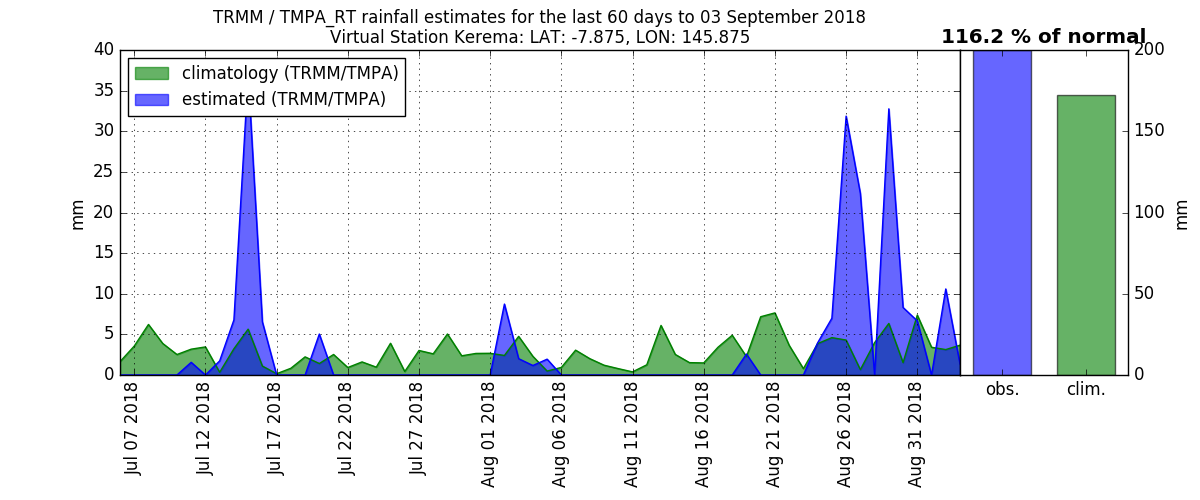 TRMM / TMPA_RT rainfall estimates for the last 60 days to 03 September 2018
Virtual Station Kerema: LAT: -7.875, LON: 145.875
116.2 % of normal
climatology (TRMM/TMPA)
estimated (TRMM/TMPA)
40
35
30
25
20
15
10
5
0
mm
200
150
100
50
0
mm
Jul 07 2018
Jul 12 2018
Jul 17 2018
Jul 22 2018
Jul 27 2018
Aug 01 2018
Aug 06 2018
Aug 11 2018
Aug 16 2018
Aug 21 2018
Aug 26 2018
Aug 31 2018
obs.
clim.